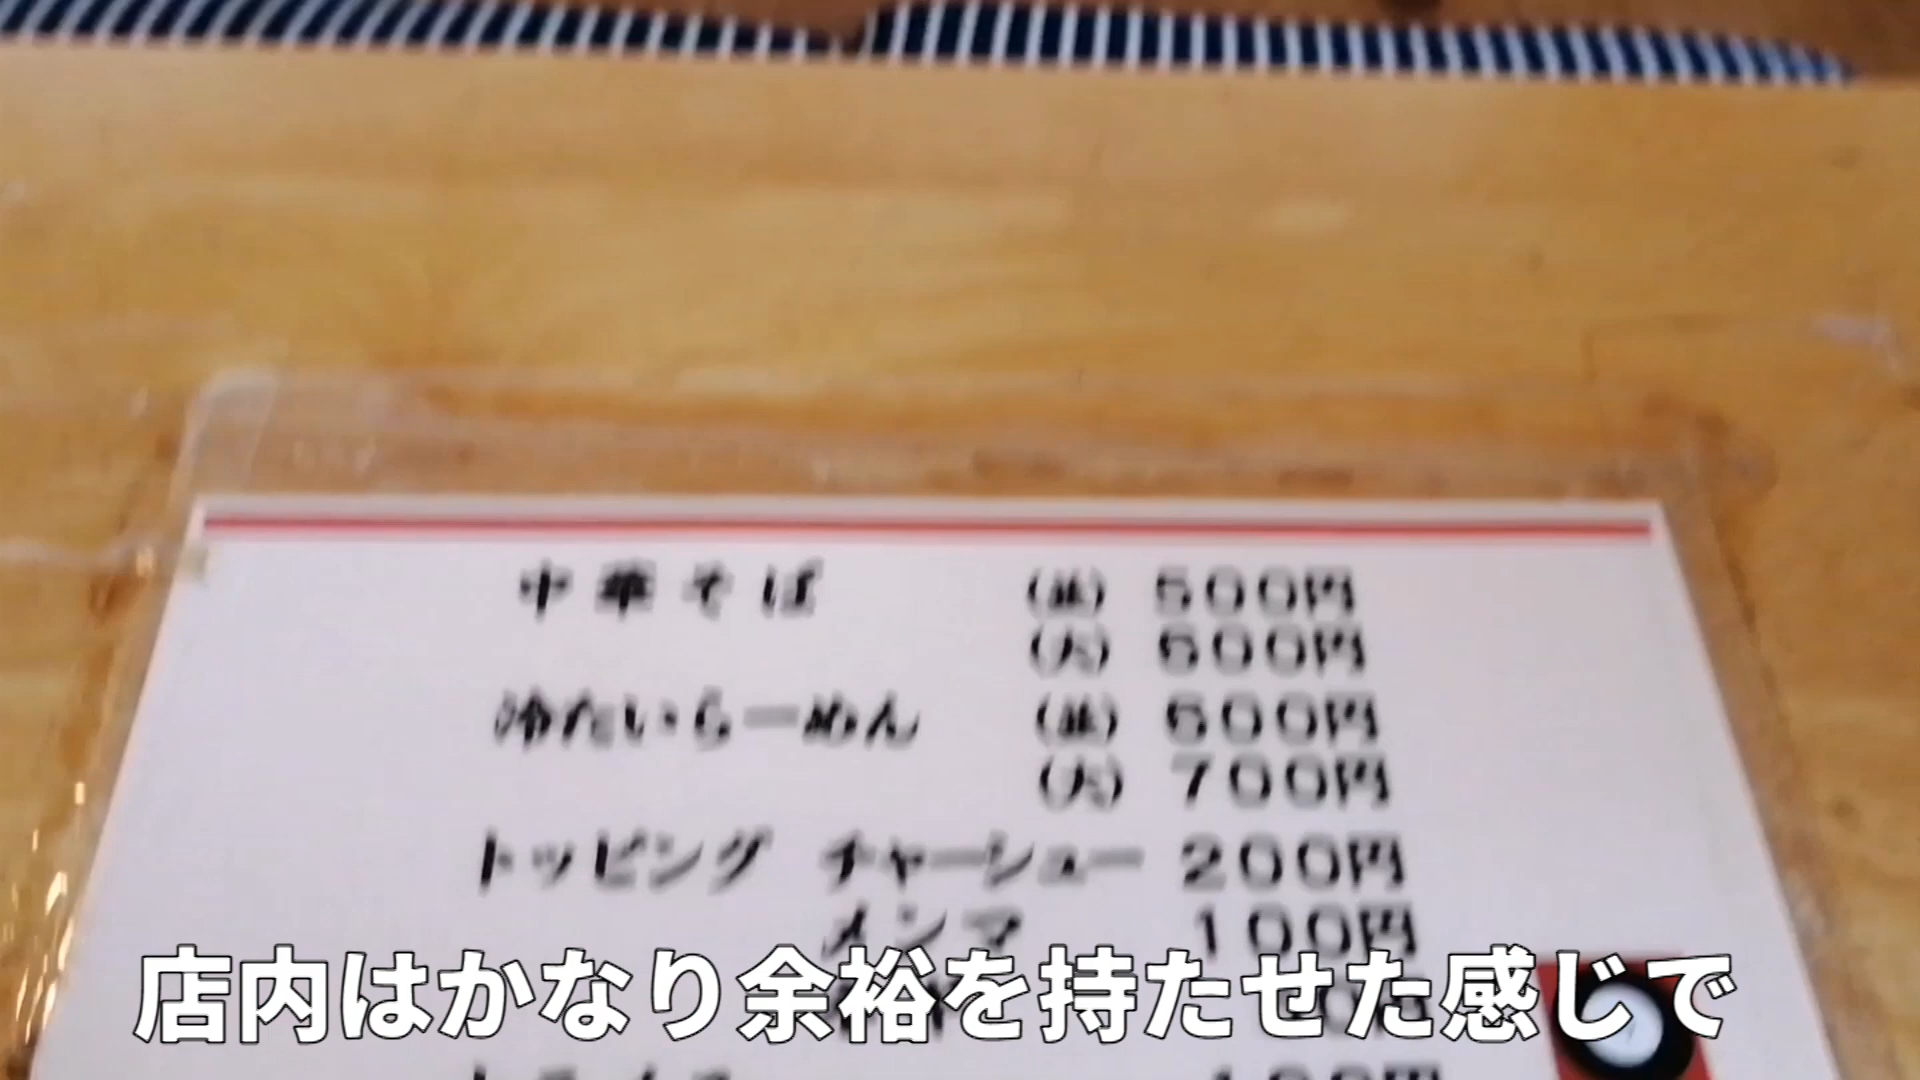 中華そば (並) 500円
(大) 600円
冷たいらーめん (並) 600円
(大) 700円
トッピング チャーシュー 200円
メンマ 100円
店内はかなり余裕を持たせた感じで